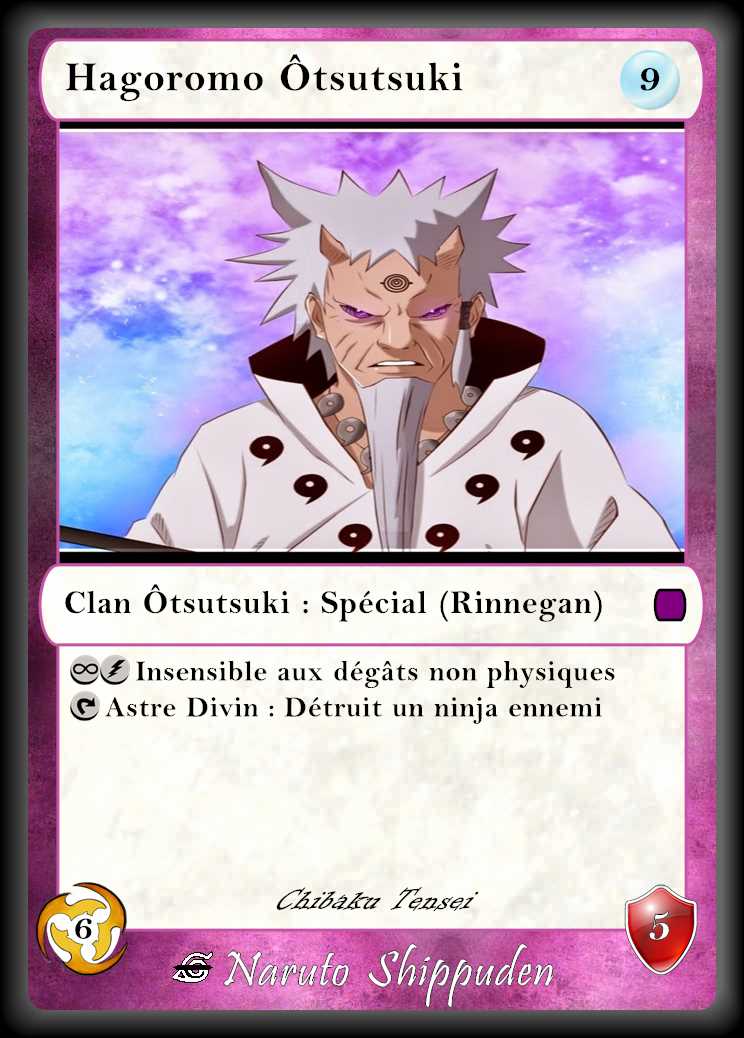 Hagoromo Ôtsutsuki
9
Clan Ôtsutsuki : Spécial (Rinnegan)
Insensible aux dégâts non physiques
Astre Divin : Détruit un ninja ennemi
Chibaku Tensei
6
5
Naruto Shippuden